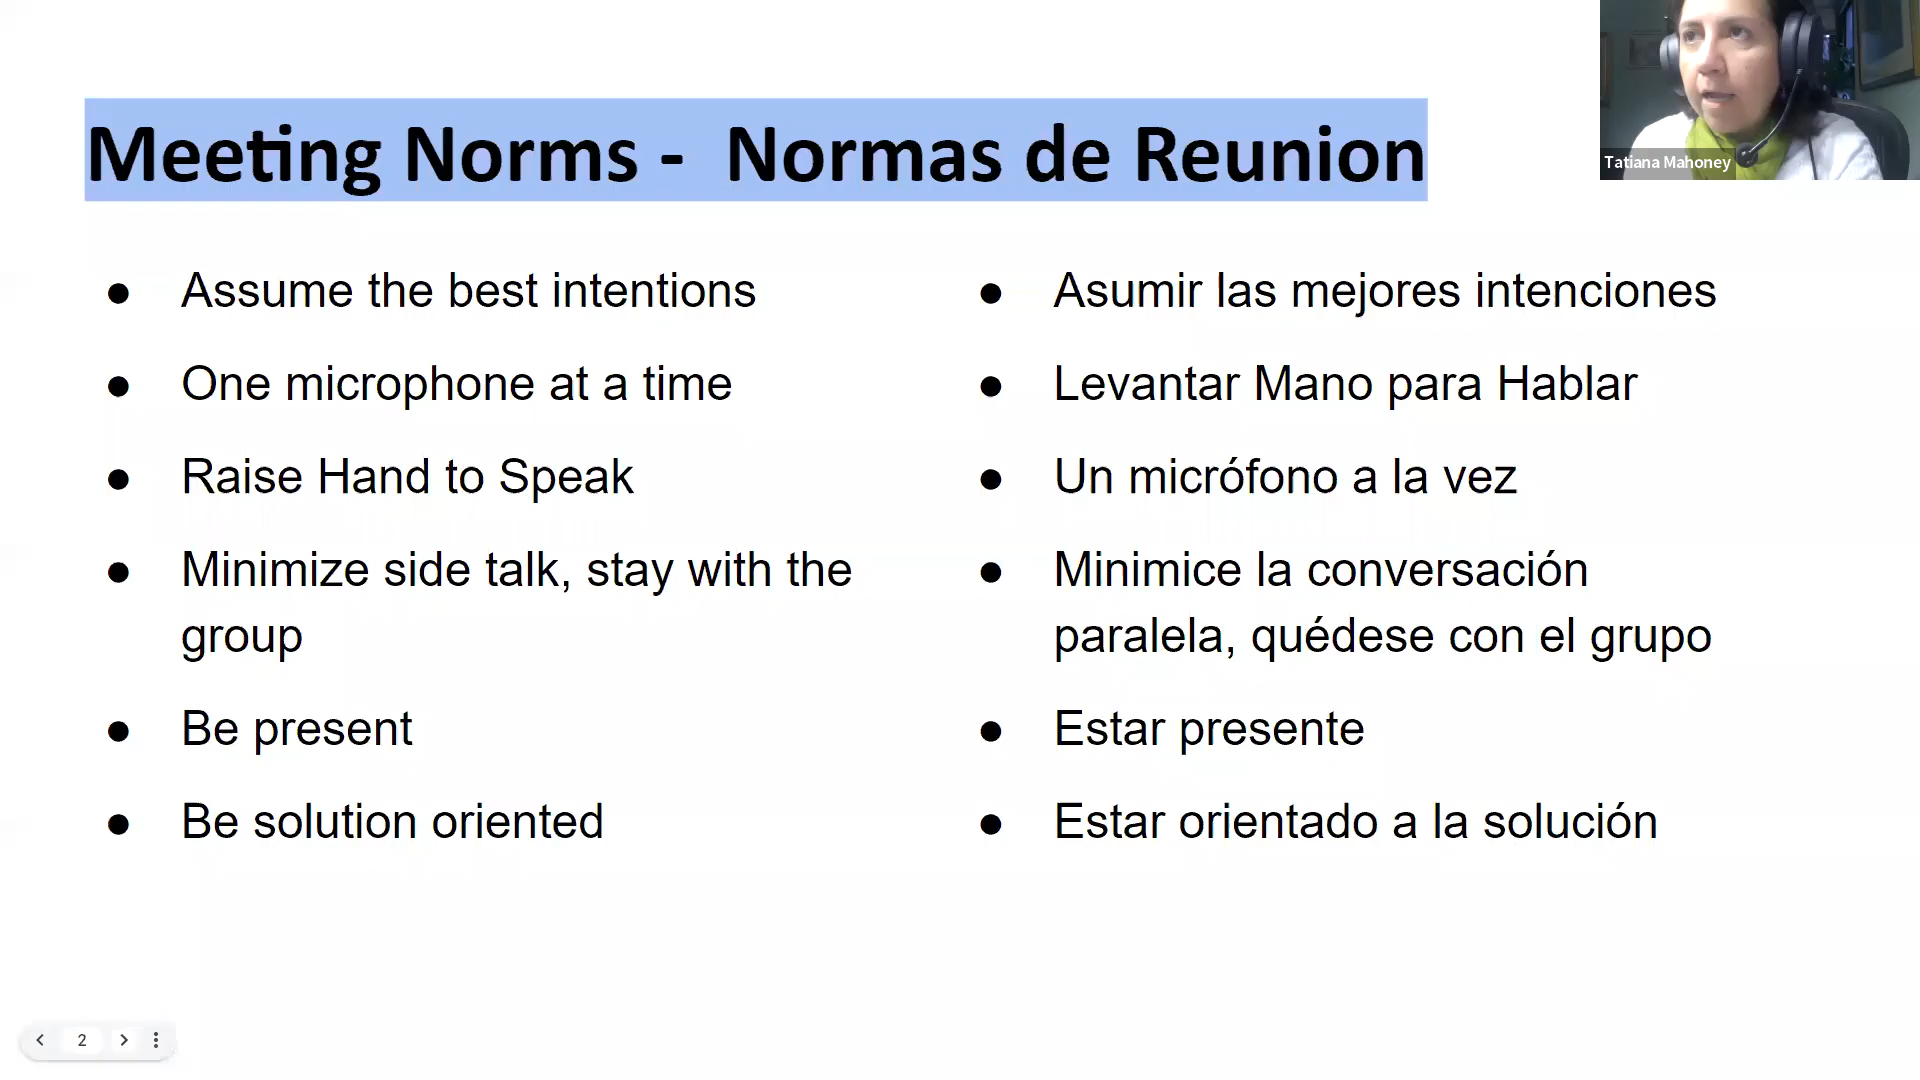 Meeting Norms - Normas de Reunion
● Assume the best intentions
● One microphone at a time
● Raise Hand to Speak
● Minimize side talk, stay with the
group
● Be present
● Be solution oriented
● Asumir las mejores intenciones
● Levantar Mano para Hablar
● Un micrófono a la vez
● Minimice la conversación
paralela, quédese con el grupo
● Estar presente
● Estar orientado a la solución
Tatiana Mahoney
2